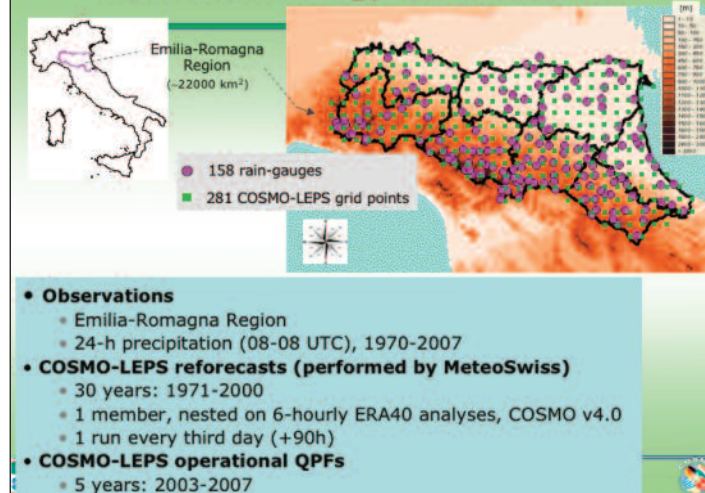 [m]
Emilia-Romagna
Region
(~22000 km²)
158 rain-gauges
281 COSMO-LEPS grid points
• Observations
• Emilia-Romagna Region
• 24-h precipitation (08-08 UTC), 1970-2007
• COSMO-LEPS reforecasts (performed by MeteoSwiss)
• 30 years: 1971-2000
• 1 member, nested on 6-hourly ERA40 analyses, COSMO v4.0
• 1 run every third day (+90h)
• COSMO-LEPS operational QPFs
• 5 years: 2003-2007